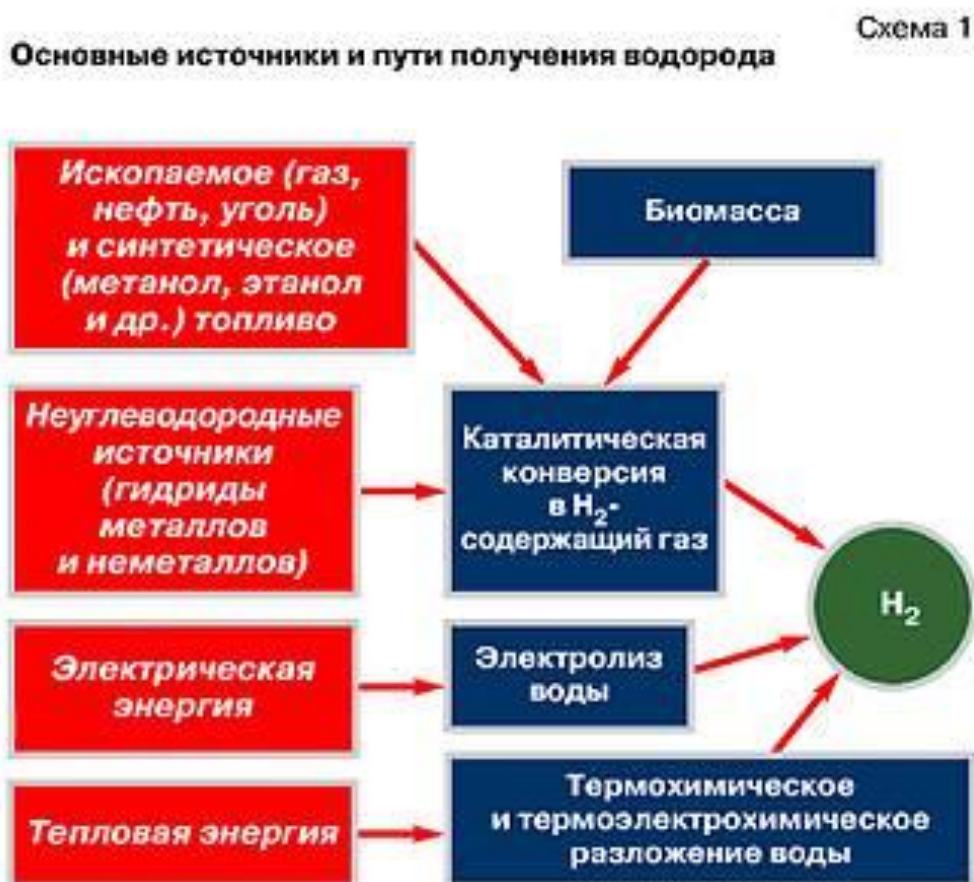 Схема 1
Основные источники и пути получения водорода
Ископаемое (газ,
нефть, уголь)
и синтетическое
(метанол, этанол
и др.) топливо
Биомасса
Неуглеводородные
источники
(гидриды
металлов
и неметаллов)
Каталитическая
конверсия
в H₂-
содержащий газ
H₂
Электрическая
энергия
Электролиз
воды
Тепловая энергия
Термохимическое
и термоэлектрохимическое
разложение воды